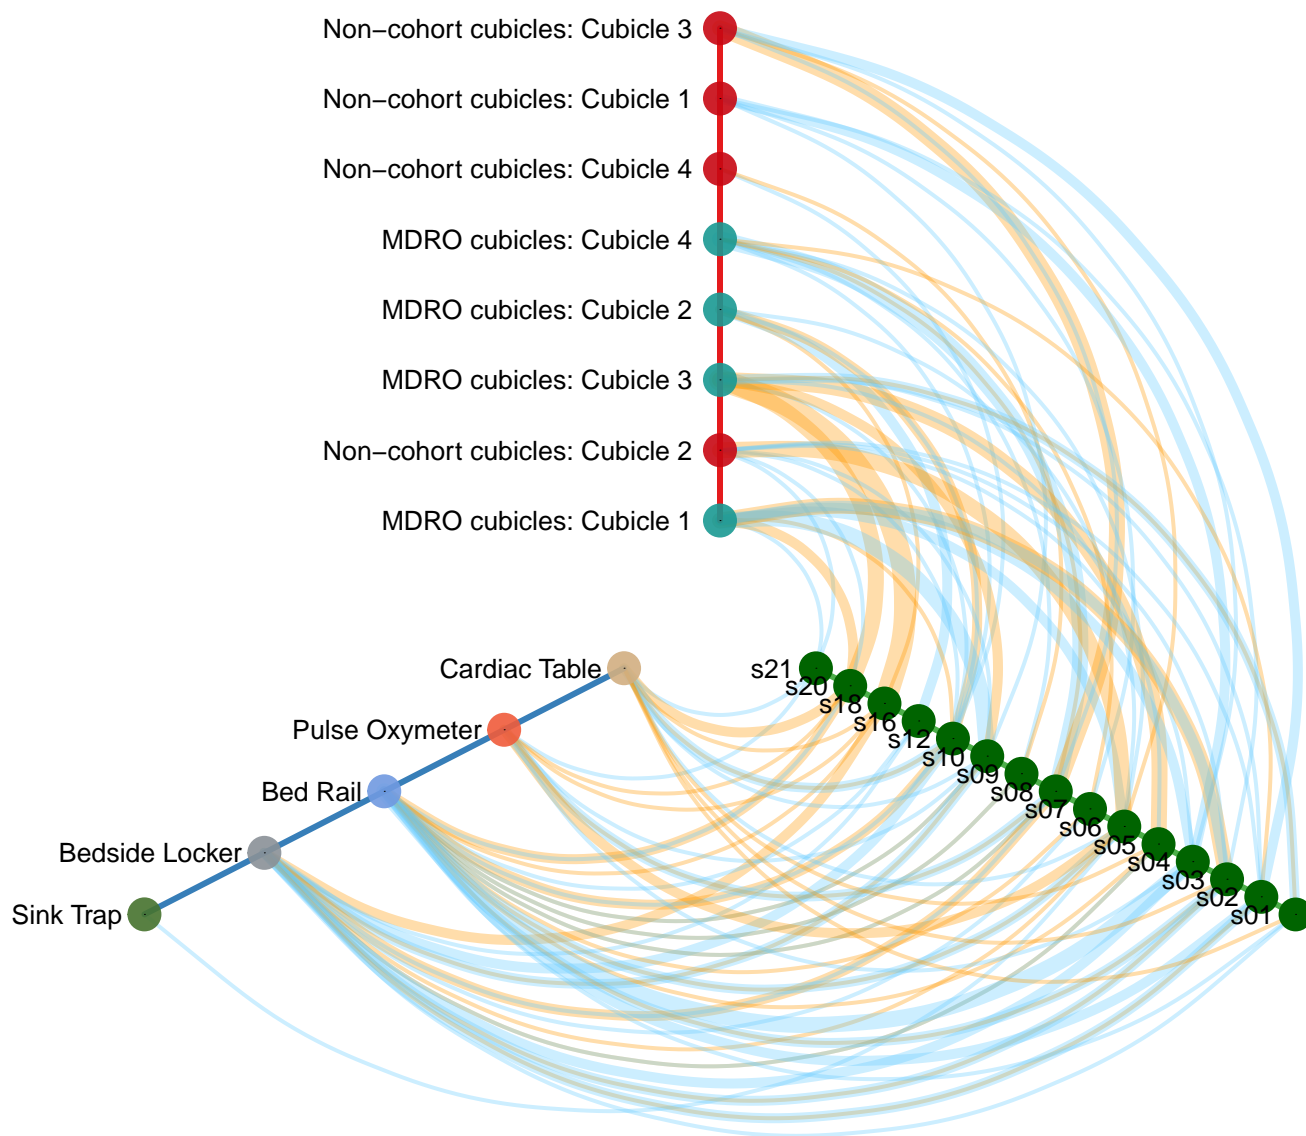 Non−cohort cubicles: Cubicle 3
Non−cohort cubicles: Cubicle 1
Non−cohort cubicles: Cubicle 4
MDRO cubicles: Cubicle 4
MDRO cubicles: Cubicle 2
MDRO cubicles: Cubicle 3
Non−cohort cubicles: Cubicle 2
MDRO cubicles: Cubicle 1
Cardiac Table
Pulse Oxymeter
Bed Rail
Bedside Locker
Sink Trap
s21
s20
s18
s16
s12
s10
s09
s08
s07
s06
s05
s04
s03
s02
s01